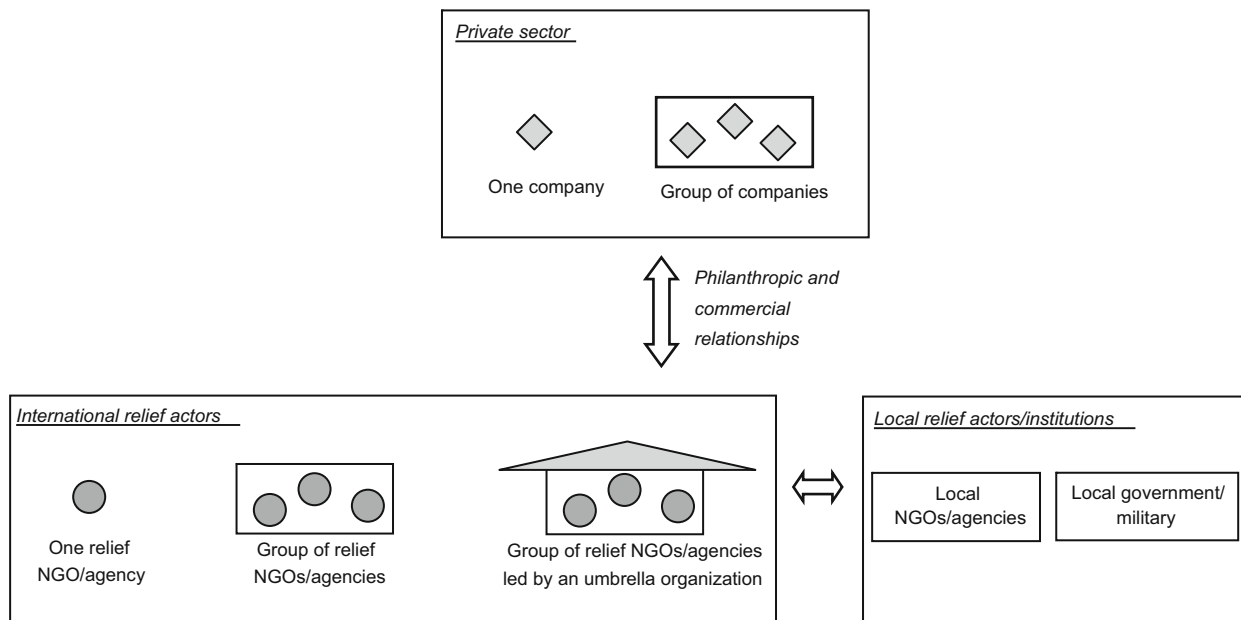 Private sector
One company
Group of companies
Philanthropic and
commercial
relationships
International relief actors
One relief
NGO/agency
Group of relief
NGOs/agencies
Group of relief NGOs/agencies
led by an umbrella organization
Local relief actors/institutions
Local
NGOs/agencies
Local government/
military